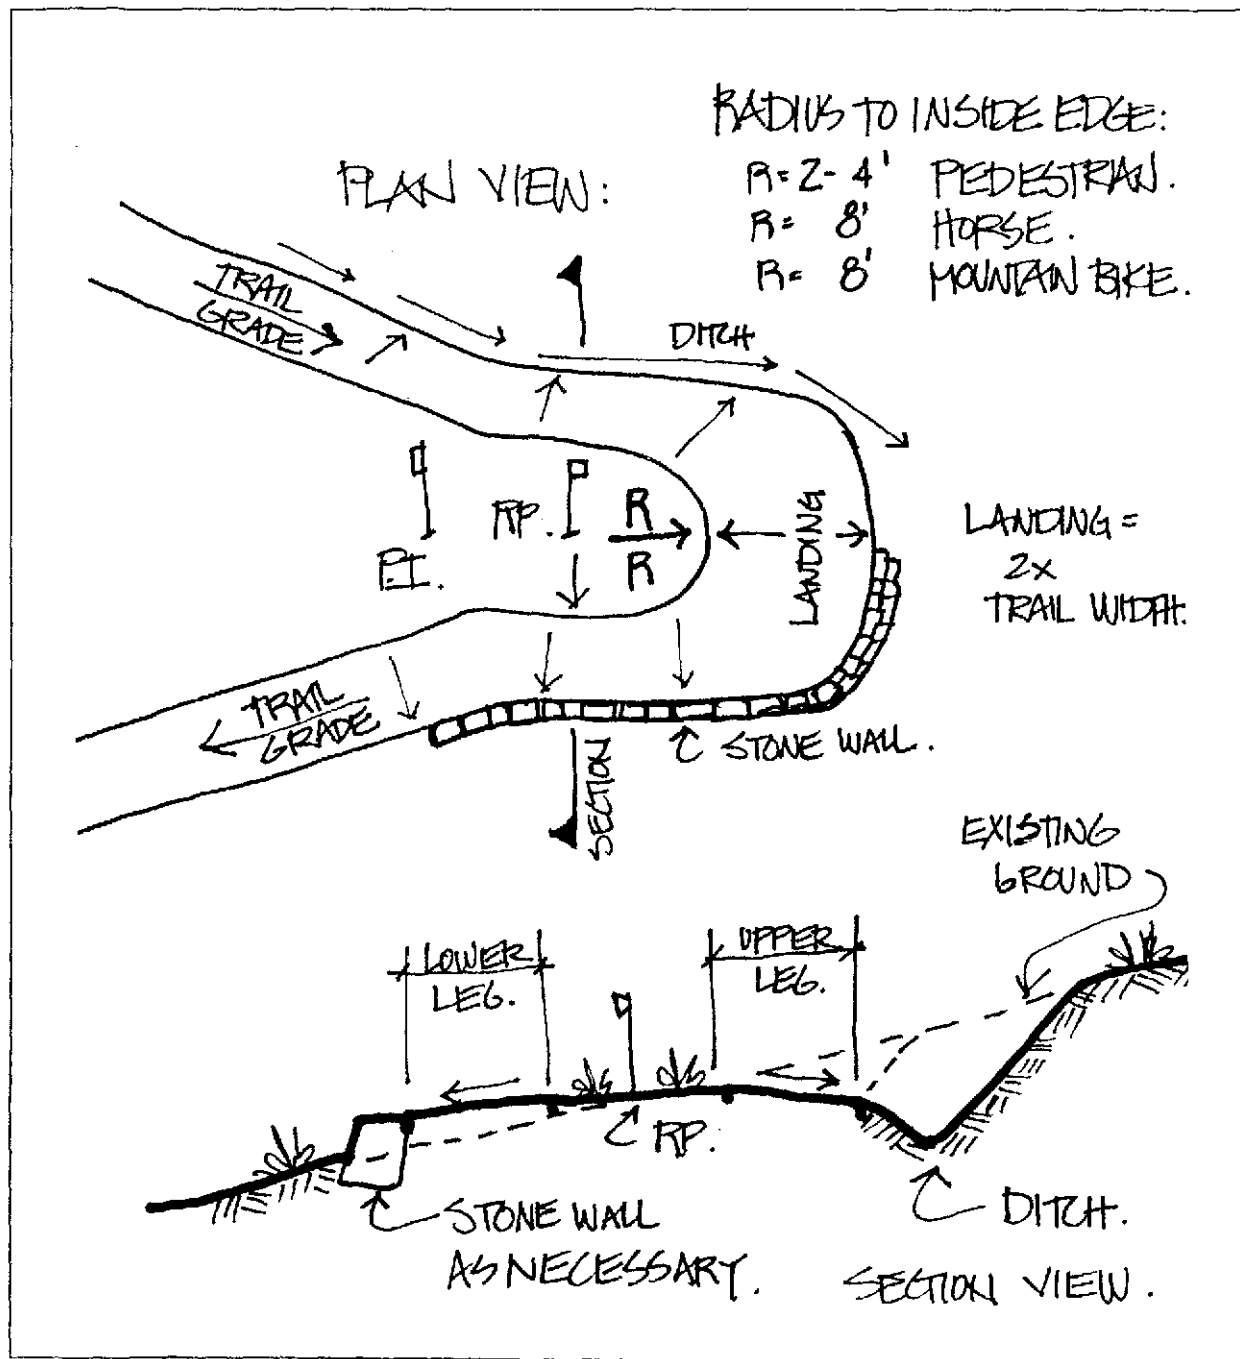 RADIUS TO INSIDE EDGE:
R=2-4' PEDESTRIAN.
R= 8' HORSE.
R= 8' MOUNTAIN BIKE.
PLAN VIEW:
TRAIL
GRADE
DITCH
P.I.
RP.
R
R
LANDING
LANDING =
2x
TRAIL WIDTH.
TRAIL
GRADE
STONE WALL.
SECTION
EXISTING
GROUND
LOWER
LEG.
UPPER
LEG.
RP.
STONE WALL
AS NECESSARY.
DITCH.
SECTION VIEW.